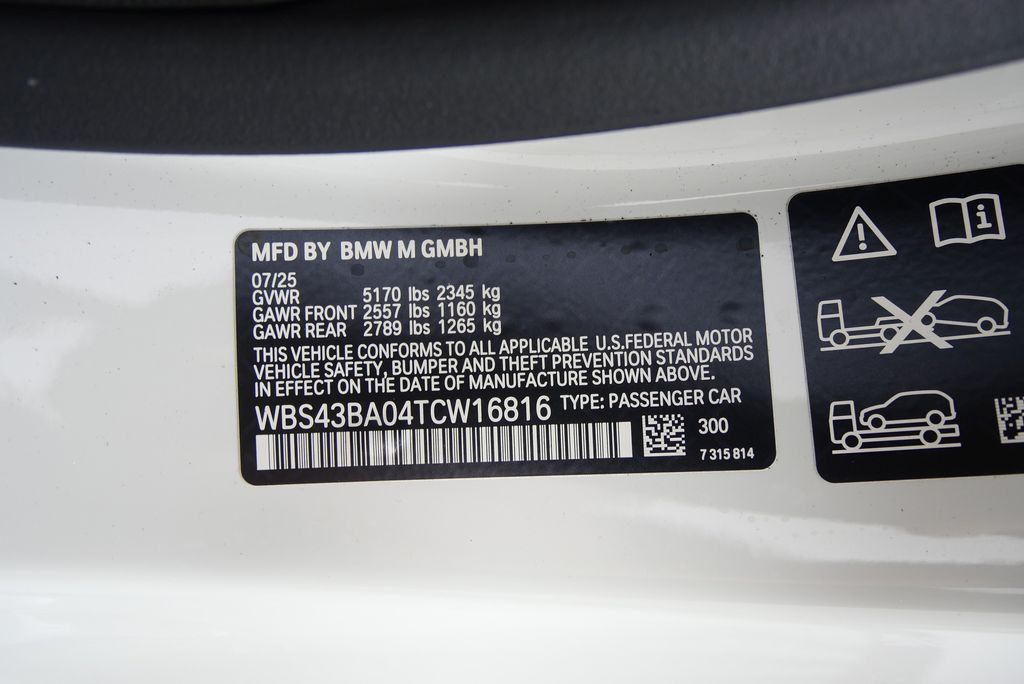 MFD BY BMW M GMBH
07/25
GVWR 5170 lbs 2345 kg
GAWR FRONT 2557 lbs 1160 kg
GAWR REAR 2789 lbs 1265 kg
THIS VEHICLE CONFORMS TO ALL APPLICABLE U.S.FEDERAL MOTOR
VEHICLE SAFETY, BUMPER AND THEFT PREVENTION STANDARDS
IN EFFECT ON THE DATE OF MANUFACTURE SHOWN ABOVE.
WBS43BA04TCW16816 TYPE: PASSENGER CAR
300
7 315 814